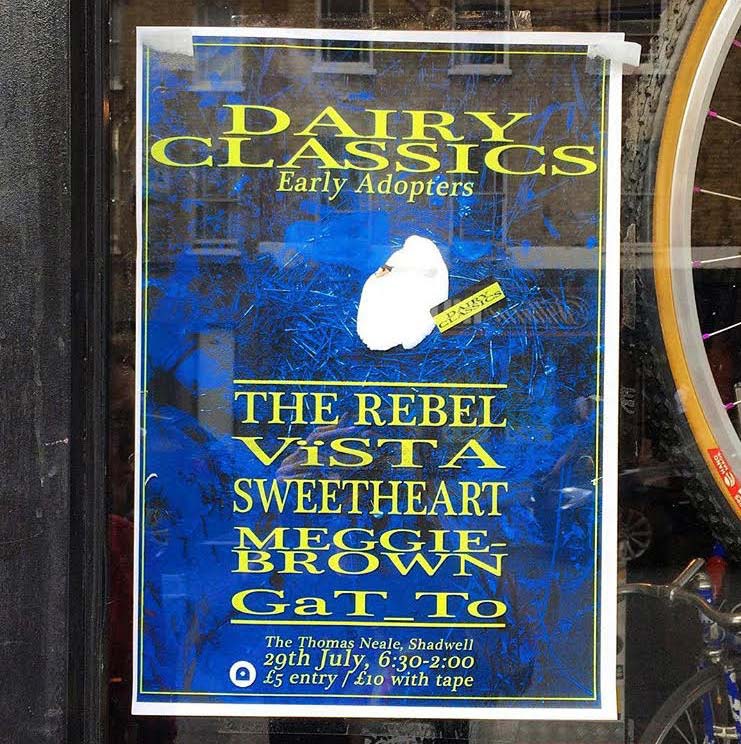 DAIRY
CLASSICS
Early Adopters
DAIRY
CLASSICS
THE REBEL
VïSTA
SWEETHEART
MEGGIE-
BROWN
GaT_To
The Thomas Neale, Shadwell
29th July, 6:30-2:00
£5 entry / £10 with tape